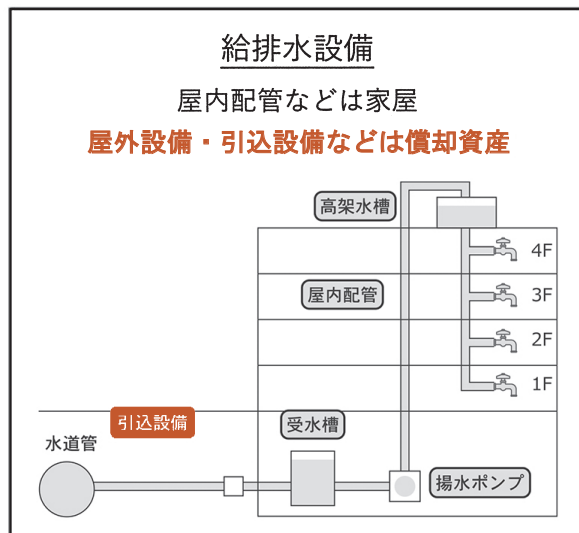 給排水設備
屋内配管などは家屋
屋外設備・引込設備などは償却資産
高架水槽
4F
屋内配管
3F
2F
1F
引込設備
受水槽
水道管
揚水ポンプ